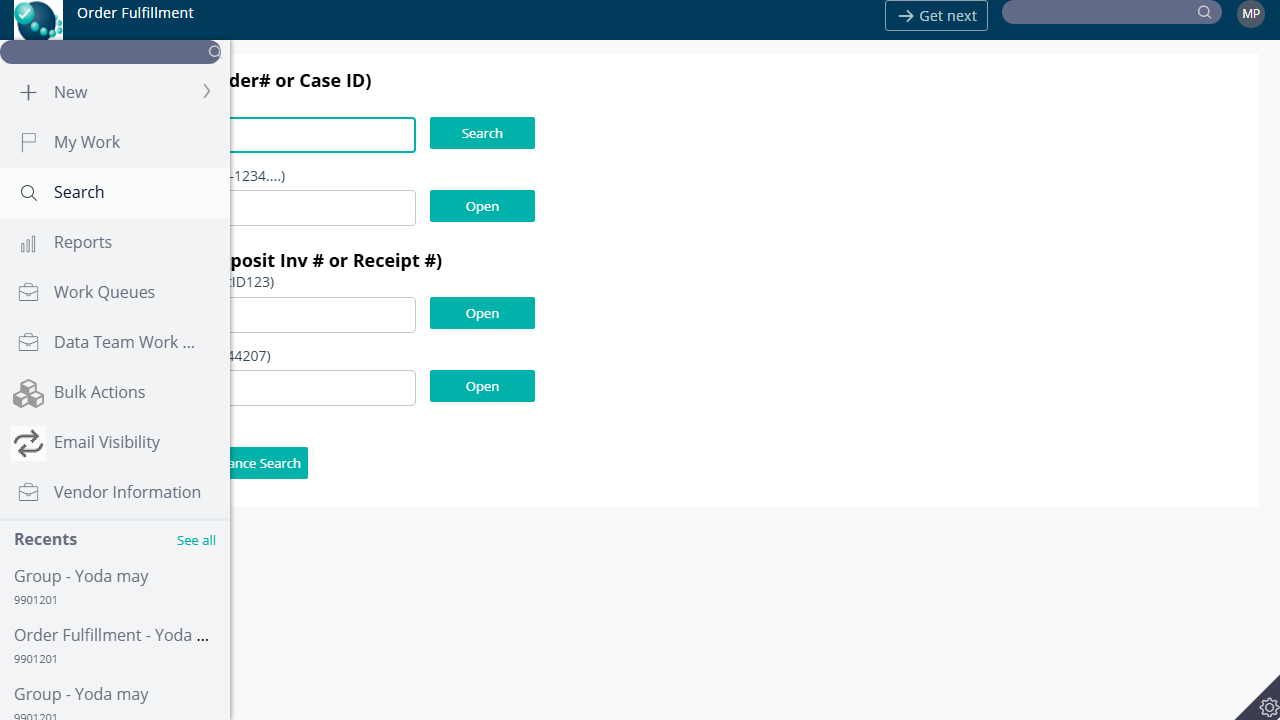 Order Fulfillment
Get next
MP
New
My Work
Search
Reports
Work Queues
Data Team Work ...
Bulk Actions
Email Visibility
Vendor Information
Recents
See all
Group - Yoda may
9901201
Order Fulfillment - Yoda ...
9901201
Group - Yoda may
9901201
der# or Case ID)
Search
-1234....)
Open
posit Inv # or Receipt #)
ID123)
Open
44207)
Open
ance Search